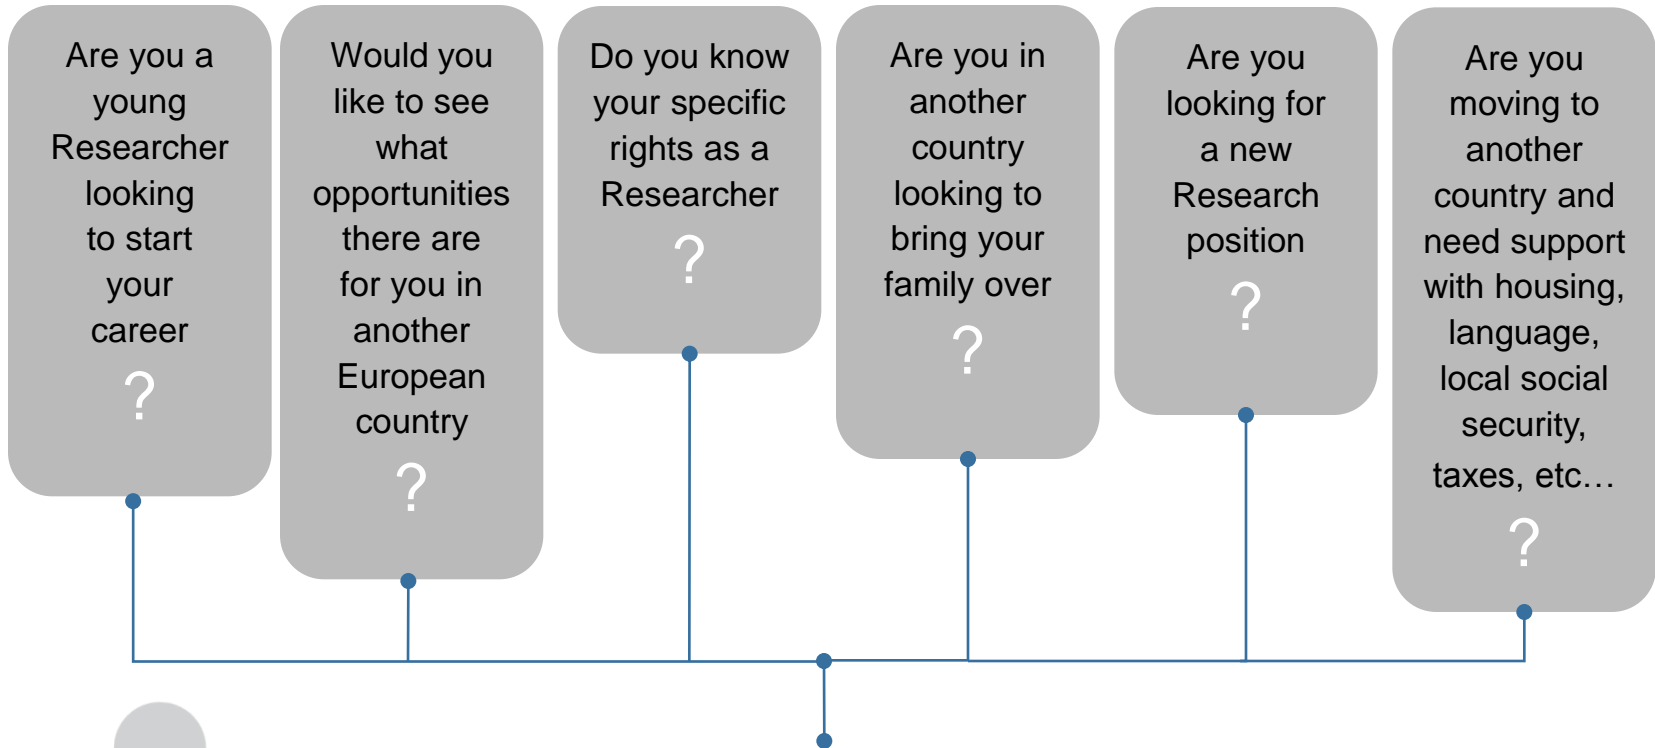 Are you a
young
Researcher
looking
to start
your
career
?
Would you
like to see
what
opportunities
there are
for you in
another
European
country
?
Do you know
your specific
rights as a
Researcher
?
Are you in
another
country
looking to
bring your
family over
?
Are you
looking for
a new
Research
position
?
Are you
moving to
another
country and
need support
with housing,
language,
local social
security,
taxes, etc…
?